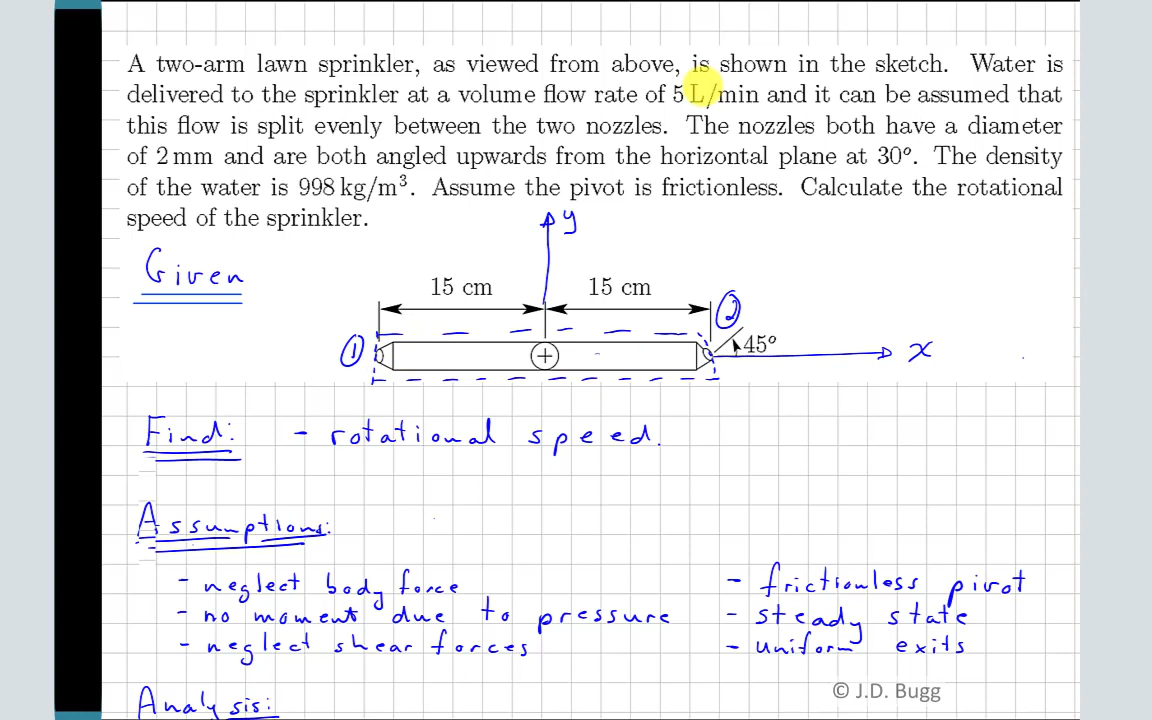 A two-arm lawn sprinkler, as viewed from above, is shown in the sketch. Water is
delivered to the sprinkler at a volume flow rate of 5 L/min and it can be assumed that
this flow is split evenly between the two nozzles. The nozzles both have a diameter
of 2 mm and are both angled upwards from the horizontal plane at 30°. The density
of the water is 998 kg/m³. Assume the pivot is frictionless. Calculate the rotational
speed of the sprinkler.
y
Given
15 cm 15 cm
②
① 45° x
Find: - rotational speed.
Assumptions:
- neglect body force - frictionless pivot
- no moment due to pressure - steady state
- neglect shear forces - uniform exits
© J.D. Bugg
Analysis: